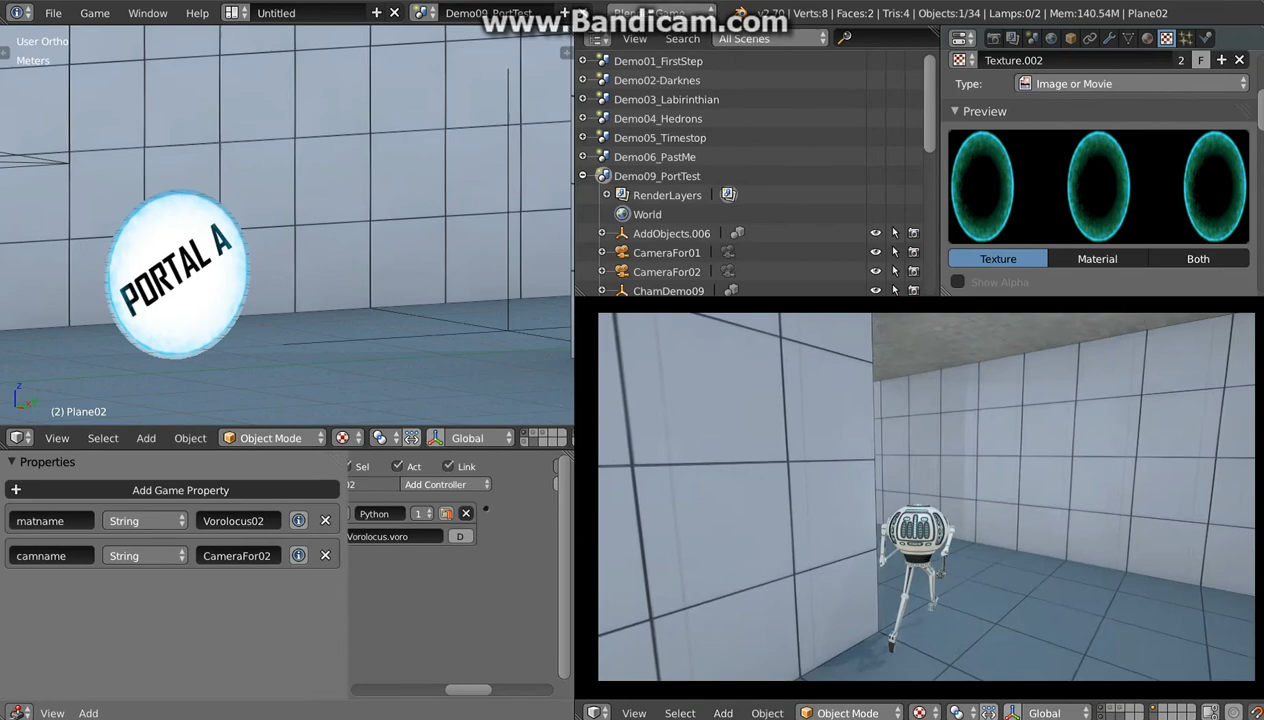 File Game Window Help Untitled Demo09_PortTest v2.70 | Verts:8 | Faces:2 | Tris:4 | Objects:1/34 | Lamps:0/2 | Mem:140.54M | Plane02
www.Bandicam.com
User Ortho
Meters
PORTAL A
(2) Plane02
View Select Add Object Object Mode Global
View Search All Scenes
Demo01_FirstStep
Demo02-Darknes
Demo03_Labirinthian
Demo04_Hedrons
Demo05_Timestop
Demo06_PastMe
Demo09_PortTest
RenderLayers
World
AddObjects.006
CameraFor01
CameraFor02
ChamDemo09
Texture.002 2 F
Type: Image or Movie
Preview
Texture Material Both
Show Alpha
Properties
Add Game Property
matname String Vorolocus02
camname String CameraFor02
Sel Act Link
02 Add Controller
Python 1
Vorolocus.voro D
View Add
View Select Add Object Object Mode Global